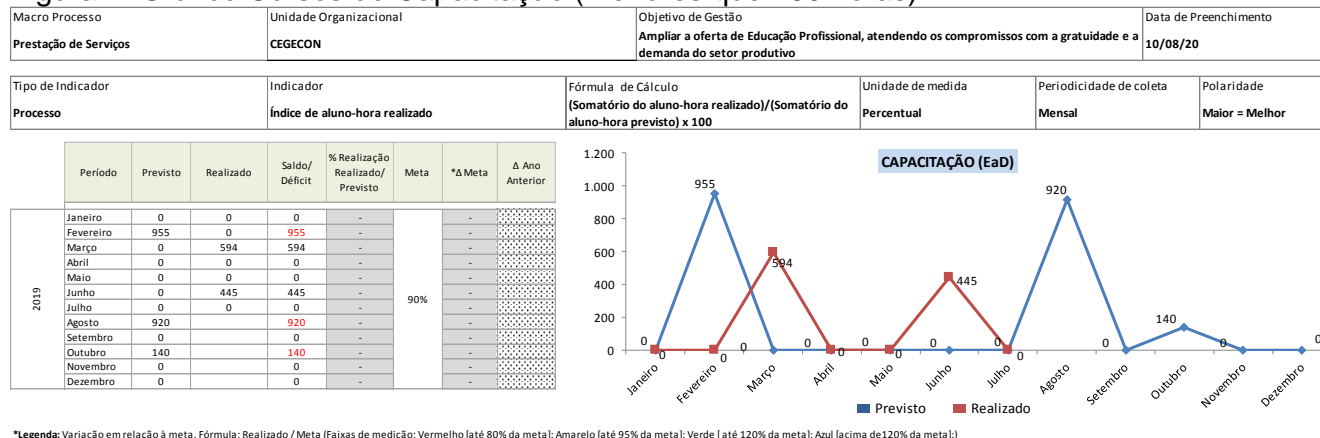 Macro Processo Unidade Organizacional Objetivo de Gestão Data de Preenchimento
Prestação de Serviços CEGECON Ampliar a oferta de Educação Profissional, atendendo os compromissos com a gratuidade e a demanda do setor produtivo 10/08/20
Tipo de Indicador Indicador Fórmula de Cálculo Unidade de medida Periodicidade de coleta Polaridade
Processo Índice de aluno-hora realizado (Somatório do aluno-hora realizado)/(Somatório do aluno-hora previsto) x 100 Percentual Mensal Maior = Melhor
Período Previsto Realizado Saldo/ Déficit % Realização Realizado/ Previsto Meta *Δ Meta Δ Ano Anterior
2019
Janeiro 0 0 0 - -
Fevereiro 955 0 955 - -
Março 0 594 594 - -
Abril 0 0 0 - -
Maio 0 0 0 - -
Junho 0 445 445 - -
90%
Julho 0 0 0 - -
Agosto 920 920 - -
Setembro 0 0 - -
Outubro 140 140 - -
Novembro 0 0 - -
Dezembro 0 0 - -
CAPACITAÇÃO (EaD)
1.200
1.000
800
600
400
200
0
0 955 0 0 0 0 0 920 0 140 0 0
0 0 594 0 0 445 0
Janeiro Fevereiro Março Abril Maio Junho Julho Agosto Setembro Outubro Novembro Dezembro
Previsto Realizado
*Legenda: Variação em relação à meta. Fórmula: Realizado / Meta (Faixas de medição: Vermelho [até 80% da meta]; Amarelo [até 95% da meta]; Verde [ até 120% da meta]; Azul [acima de120% da meta];)